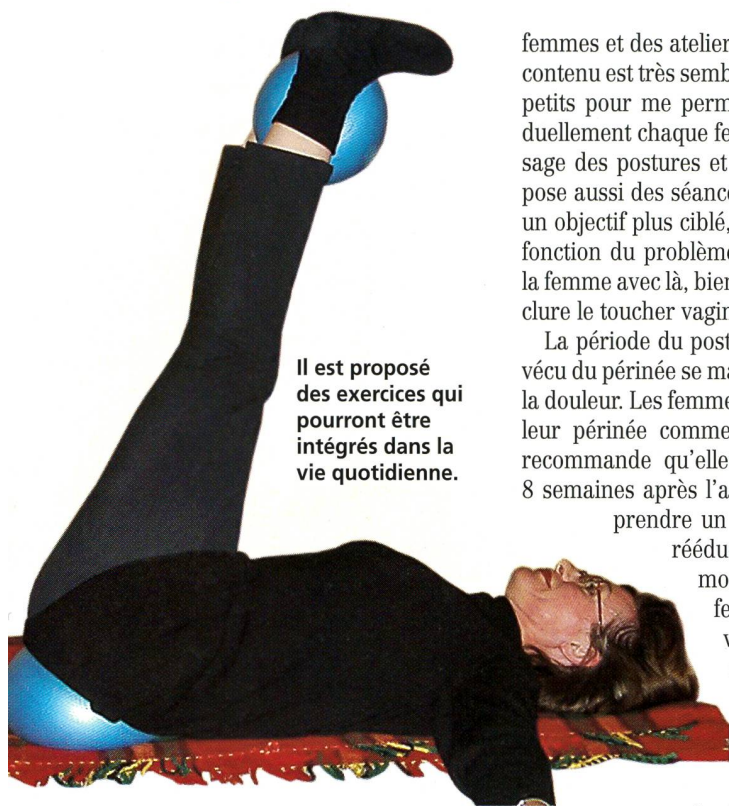 Il est proposé
des exercices qui
pourront être
intégrés dans la
vie quotidienne.
femmes et des atelier
contenu est très semb
petits pour me perm
duellement chaque fe
sage des postures et
pose aussi des séance
un objectif plus ciblé,
fonction du problème
la femme avec là, bien
clure le toucher vagin
La période du post
vécu du périnée se ma
la douleur. Les femme
leur périnée comme
recommande qu'elle
8 semaines après l'a
prendre un
réédu
mo
fe
v